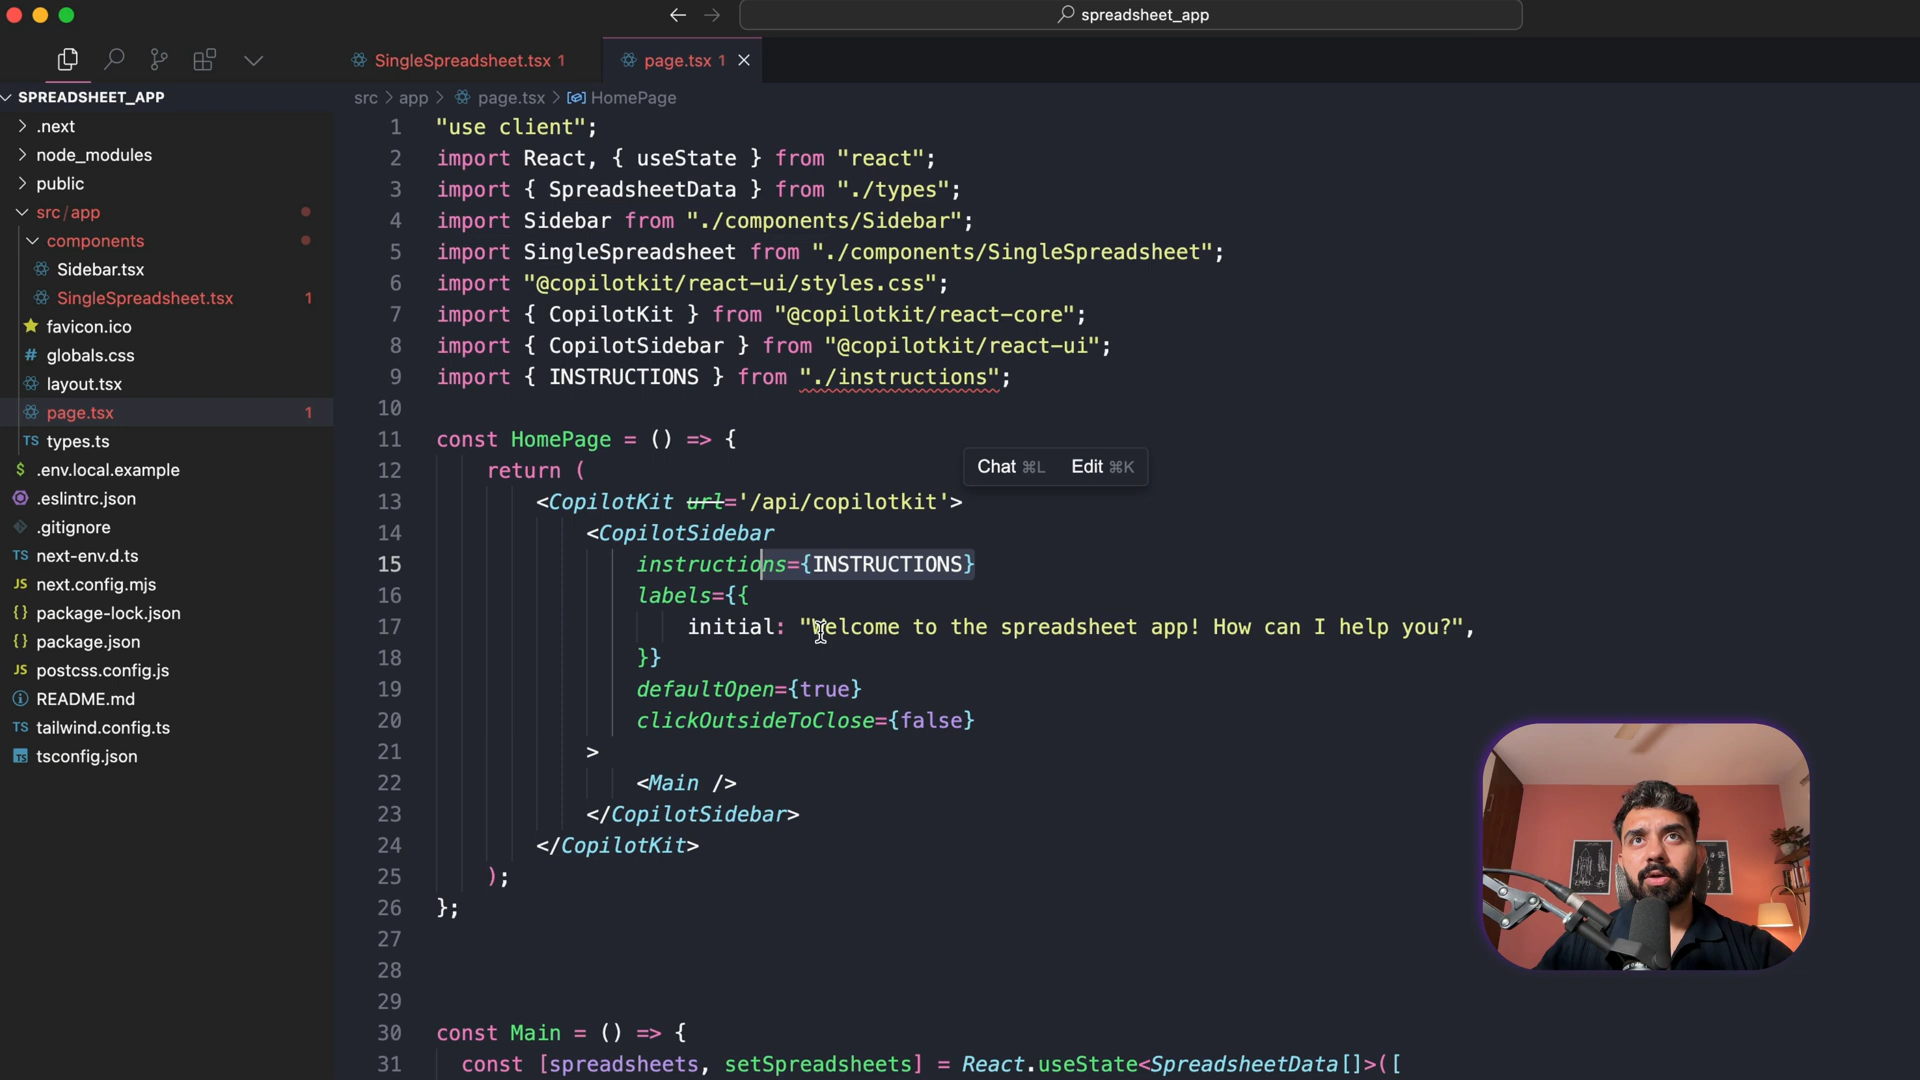 spreadsheet_app
SingleSpreadsheet.tsx 1
page.tsx 1
SPREADSHEET_APP
src > app > page.tsx > HomePage
.next
node_modules
public
src/app
components
Sidebar.tsx
SingleSpreadsheet.tsx 1
favicon.ico
globals.css
layout.tsx
page.tsx 1
TS types.ts
$ .env.local.example
.eslintrc.json
.gitignore
TS next-env.d.ts
JS next.config.mjs
{} package-lock.json
{} package.json
JS postcss.config.js
README.md
TS tailwind.config.ts
TS tsconfig.json
1 "use client";
2 import React, { useState } from "react";
3 import { SpreadsheetData } from "./types";
4 import Sidebar from "./components/Sidebar";
5 import SingleSpreadsheet from "./components/SingleSpreadsheet";
6 import "@copilotkit/react-ui/styles.css";
7 import { CopilotKit } from "@copilotkit/react-core";
8 import { CopilotSidebar } from "@copilotkit/react-ui";
9 import { INSTRUCTIONS } from "./instructions";
10
11 const HomePage = () => {
Chat ⌘L Edit ⌘K
12 return (
13 <CopilotKit url='/api/copilotkit'>
14 <CopilotSidebar
15 instructions={INSTRUCTIONS}
16 labels={{
17 initial: "Welcome to the spreadsheet app! How can I help you?",
18 }}
19 defaultOpen={true}
20 clickOutsideToClose={false}
21 >
22 <Main />
23 </CopilotSidebar>
24 </CopilotKit>
25 );
26 };
27
28
29
30 const Main = () => {
31 const [spreadsheets, setSpreadsheets] = React.useState<SpreadsheetData[]>([